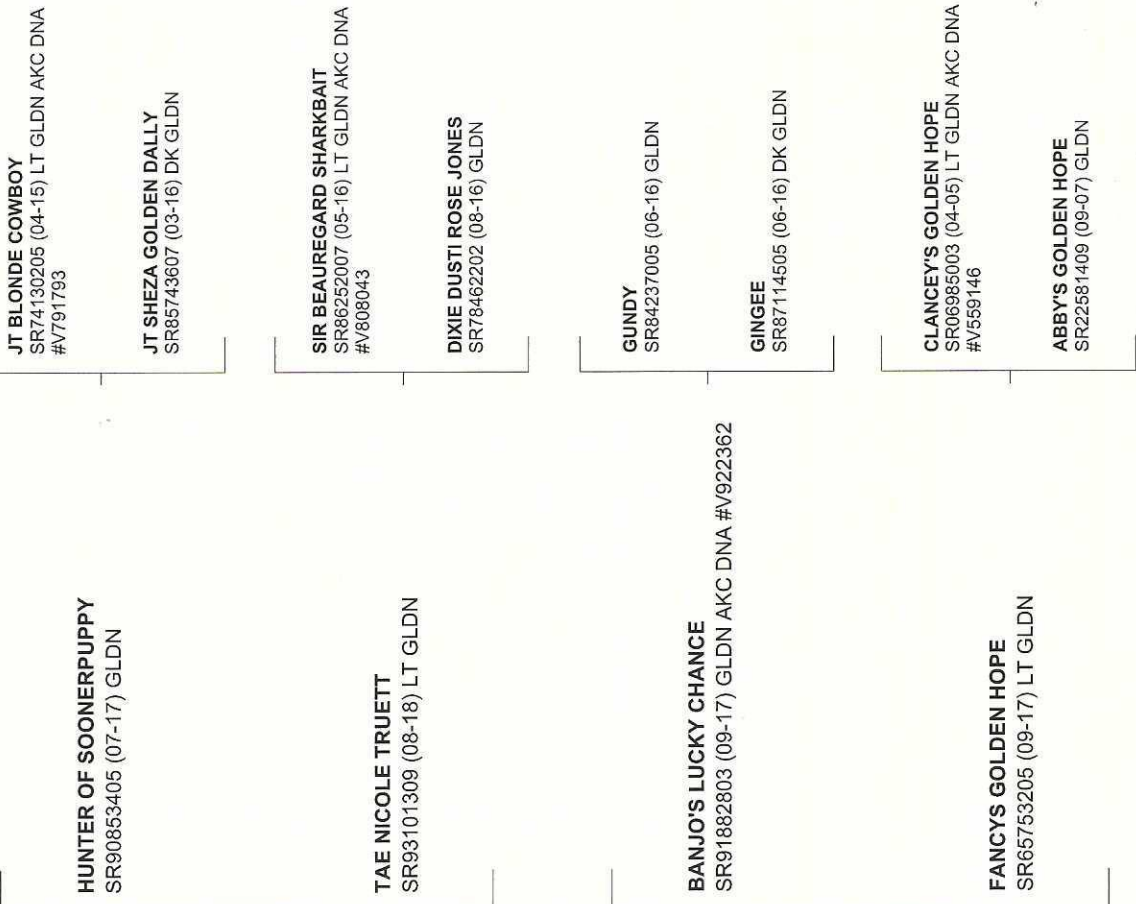 JT BLONDE COWBOY
SR74130205 (04-15) LT GLDN AKC DNA
#V791793
HUNTER OF SOONERPUPPY
SR90853405 (07-17) GLDN
JT SHEZA GOLDEN DALLY
SR85743607 (03-16) DK GLDN
SIR BEAUREGARD SHARKBAIT
SR86252007 (05-16) LT GLDN AKC DNA
#V808043
TAE NICOLE TRUETT
SR93101309 (08-18) LT GLDN
DIXIE DUSTI ROSE JONES
SR78462202 (08-16) GLDN
GUNDY
SR84237005 (06-16) GLDN
BANJO'S LUCKY CHANCE
SR91882803 (09-17) GLDN AKC DNA #V922362
GINGEE
SR87114505 (06-16) DK GLDN
CLANCEY'S GOLDEN HOPE
SR06985003 (04-05) LT GLDN AKC DNA
#V559146
FANCYS GOLDEN HOPE
SR65753205 (09-17) LT GLDN
ABBY'S GOLDEN HOPE
SR22581409 (09-07) GLDN